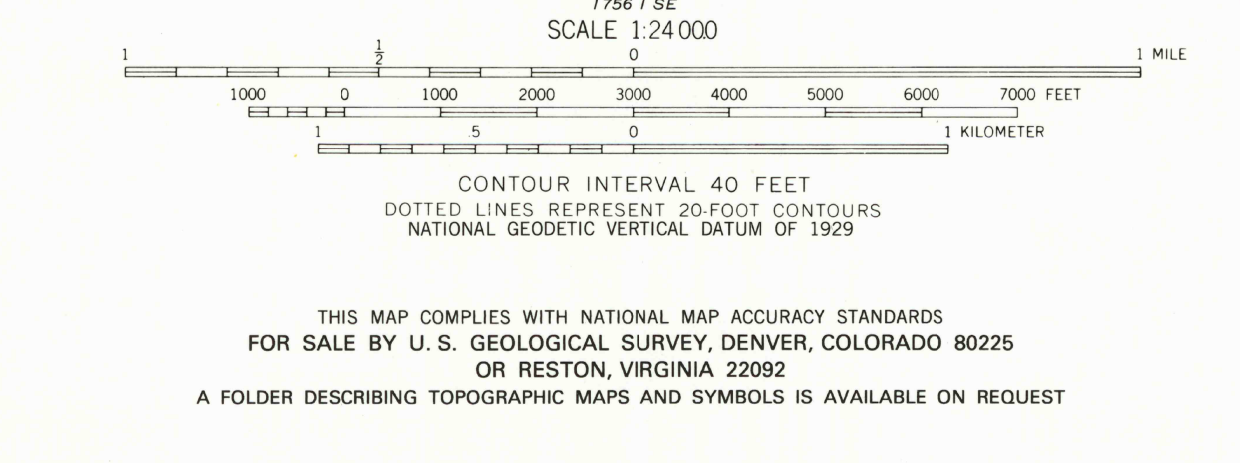 1756 I SE
SCALE 1:24 000
1 1/2 0 1 MILE
1000 0 1000 2000 3000 4000 5000 6000 7000 FEET
1 .5 0 1 KILOMETER
CONTOUR INTERVAL 40 FEET
DOTTED LINES REPRESENT 20-FOOT CONTOURS
NATIONAL GEODETIC VERTICAL DATUM OF 1929
THIS MAP COMPLIES WITH NATIONAL MAP ACCURACY STANDARDS
FOR SALE BY U. S. GEOLOGICAL SURVEY, DENVER, COLORADO 80225
OR RESTON, VIRGINIA 22092
A FOLDER DESCRIBING TOPOGRAPHIC MAPS AND SYMBOLS IS AVAILABLE ON REQUEST